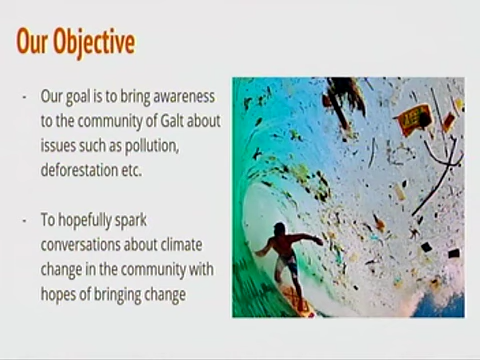 Our Objective
- Our goal is to bring awareness
to the community of Galt about
issues such as pollution,
deforestation etc.
- To hopefully spark
conversations about climate
change in the community with
hopes of bringing change